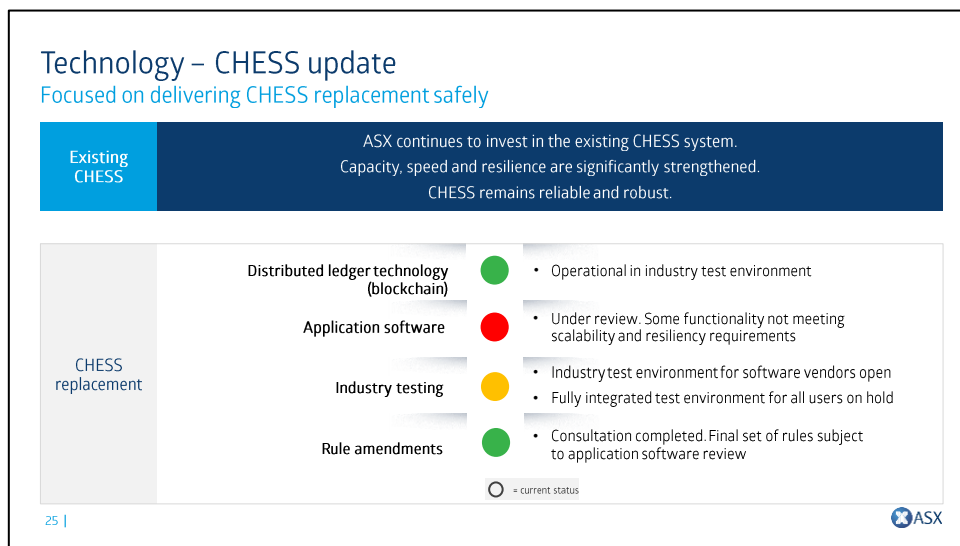 Technology – CHESS update
Focused on delivering CHESS replacement safely
Existing
CHESS
ASX continues to invest in the existing CHESS system.
Capacity, speed and resilience are significantly strengthened.
CHESS remains reliable and robust.
CHESS
replacement
Distributed ledger technology
(blockchain)
• Operational in industry test environment
Application software
• Under review. Some functionality not meeting
scalability and resiliency requirements
Industry testing
• Industry test environment for software vendors open
• Fully integrated test environment for all users on hold
Rule amendments
• Consultation completed. Final set of rules subject
to application software review
= current status
25 |
ASX